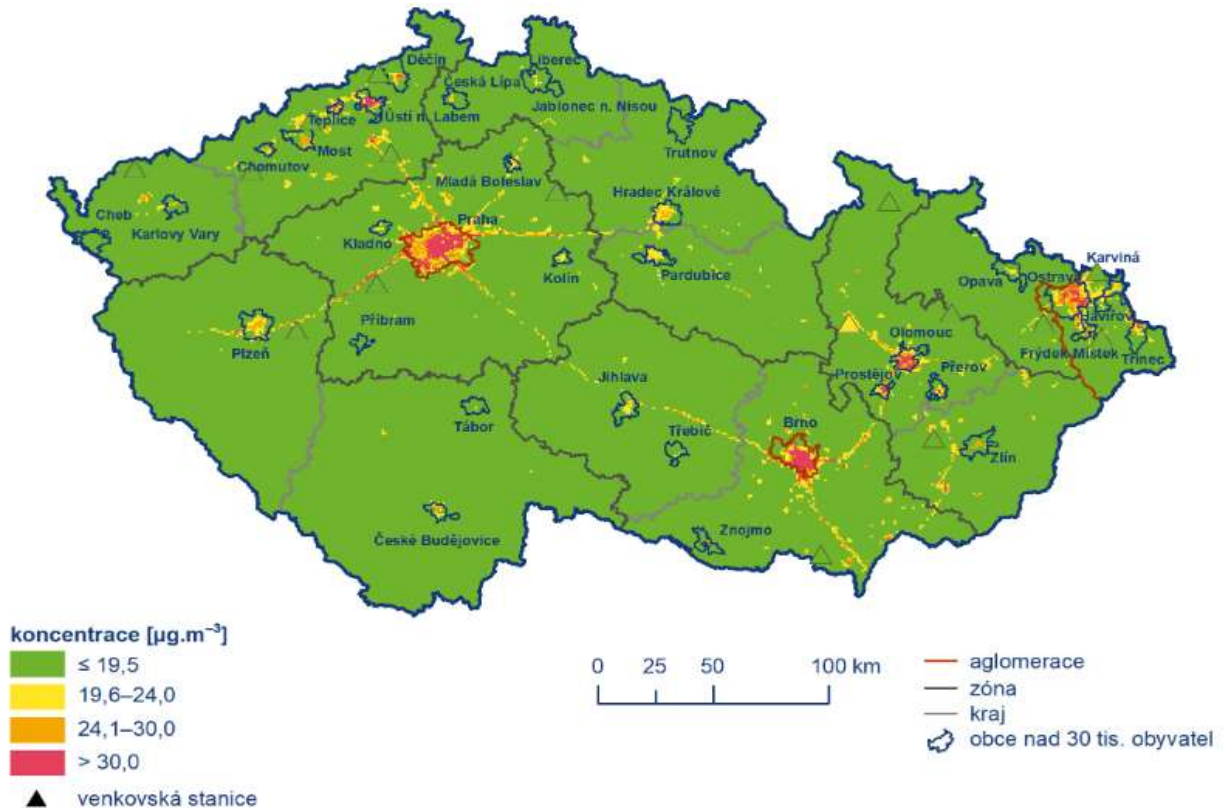 Děčín
Liberec
Česká Lípa
Jablonec n. Nisou
Teplice
Ústí n. Labem
Most
Chomutov
Trutnov
Mladá Boleslav
Hradec Králové
Cheb
Karlovy Vary
Praha
Kladno
Kolín
Pardubice
Karviná
Opava
Ostrava
Havířov
Plzeň
Příbram
Olomouc
Frýdek Místek
Třinec
Prostějov
Přerov
Jihlava
Tábor
Třebíč
Brno
Zlín
České Budějovice
Znojmo
koncentrace [µg.m⁻³]
≤ 19,5
19,6–24,0
24,1–30,0
> 30,0
venkovská stanice
0 25 50 100 km
aglomerace
zóna
kraj
obce nad 30 tis. obyvatel